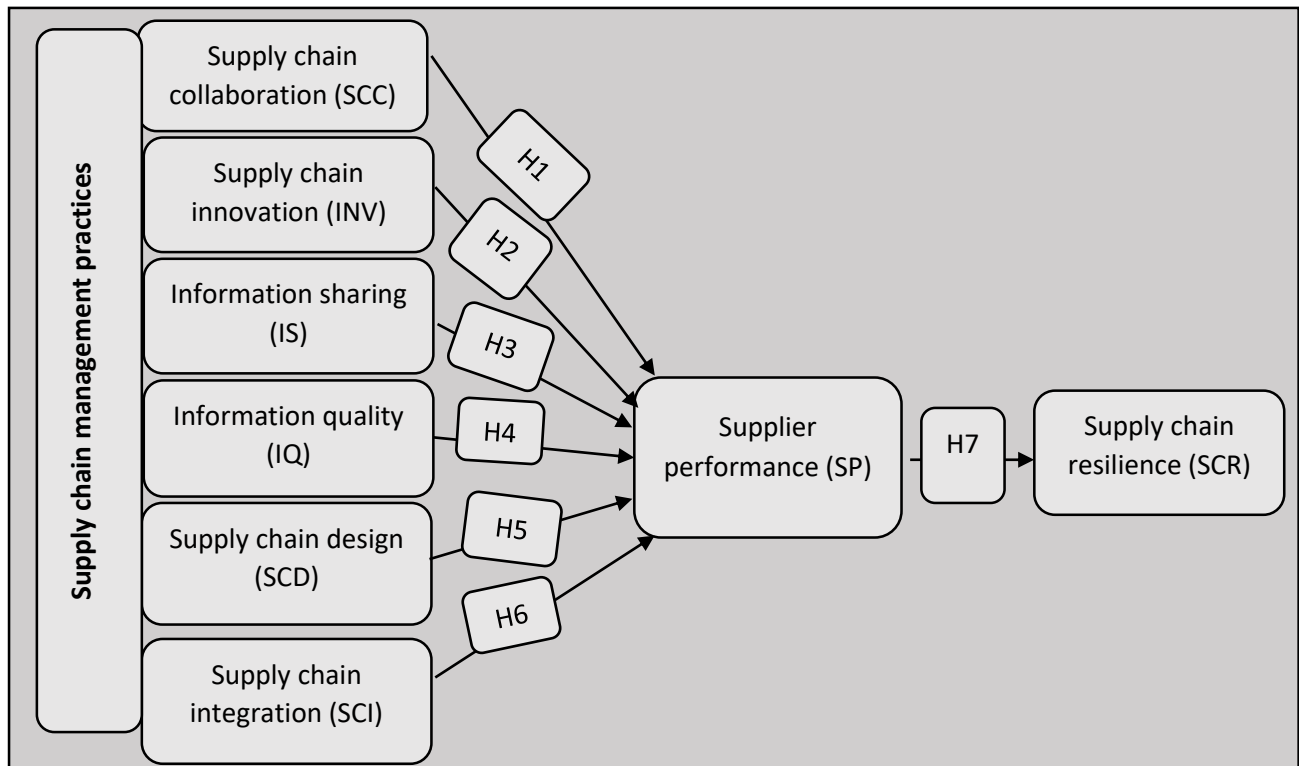 Supply chain management practices
Supply chain
collaboration (SCC)
Supply chain
innovation (INV)
Information sharing
(IS)
Information quality
(IQ)
Supply chain design
(SCD)
Supply chain
integration (SCI)
H1
H2
H3
H4
H5
H6
Supplier
performance (SP)
H7
Supply chain
resilience (SCR)